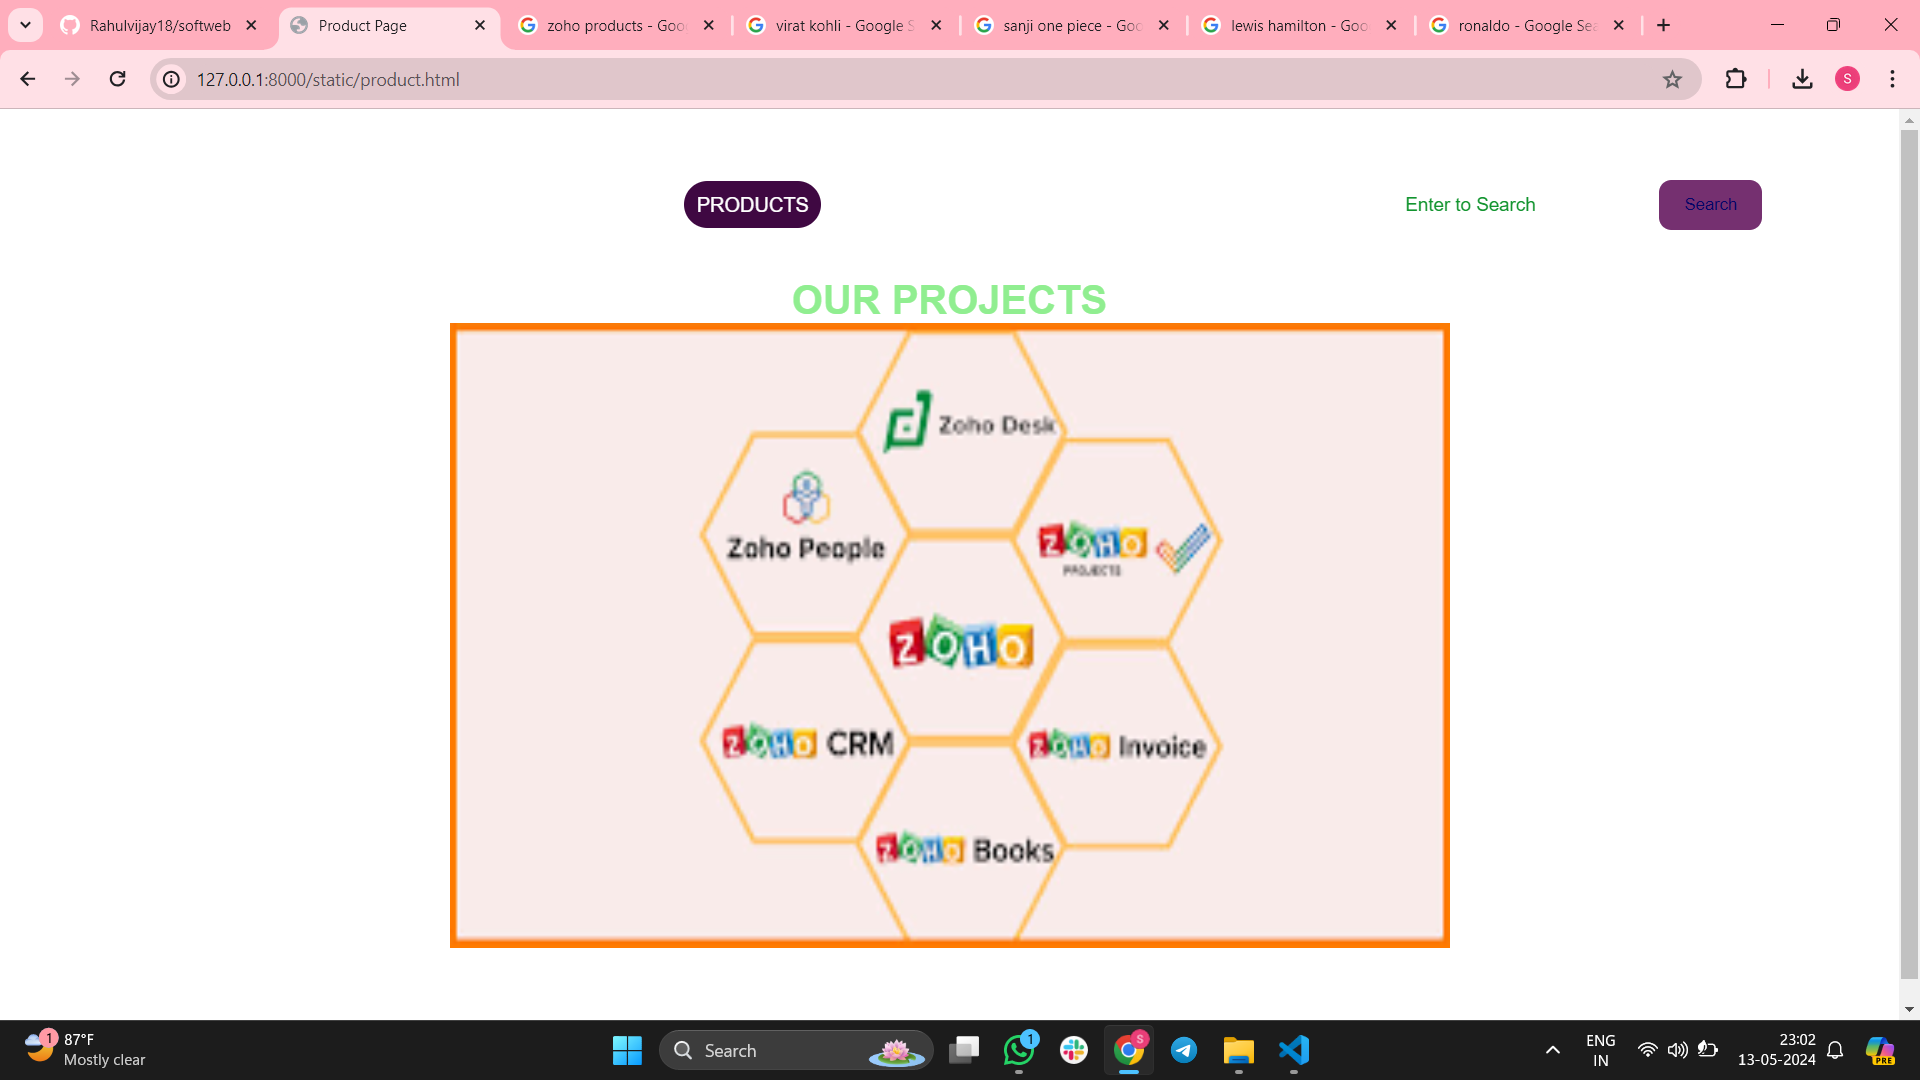 Rahulvijay18/softweb
Product Page
zoho products - Goo
virat kohli - Google S
sanji one piece - Goo
lewis hamilton - Goo
ronaldo - Google Sea
127.0.0.1:8000/static/product.html
S
PRODUCTS
Enter to Search
Search
OUR PROJECTS
Zoho Desk
Zoho People
ZOHO
PROJECTS
ZOHO
ZOHO CRM
ZOHO Invoice
ZOHO Books
1
87°F
Mostly clear
Search
1
S
ENG
IN
23:02
13-05-2024
PRE